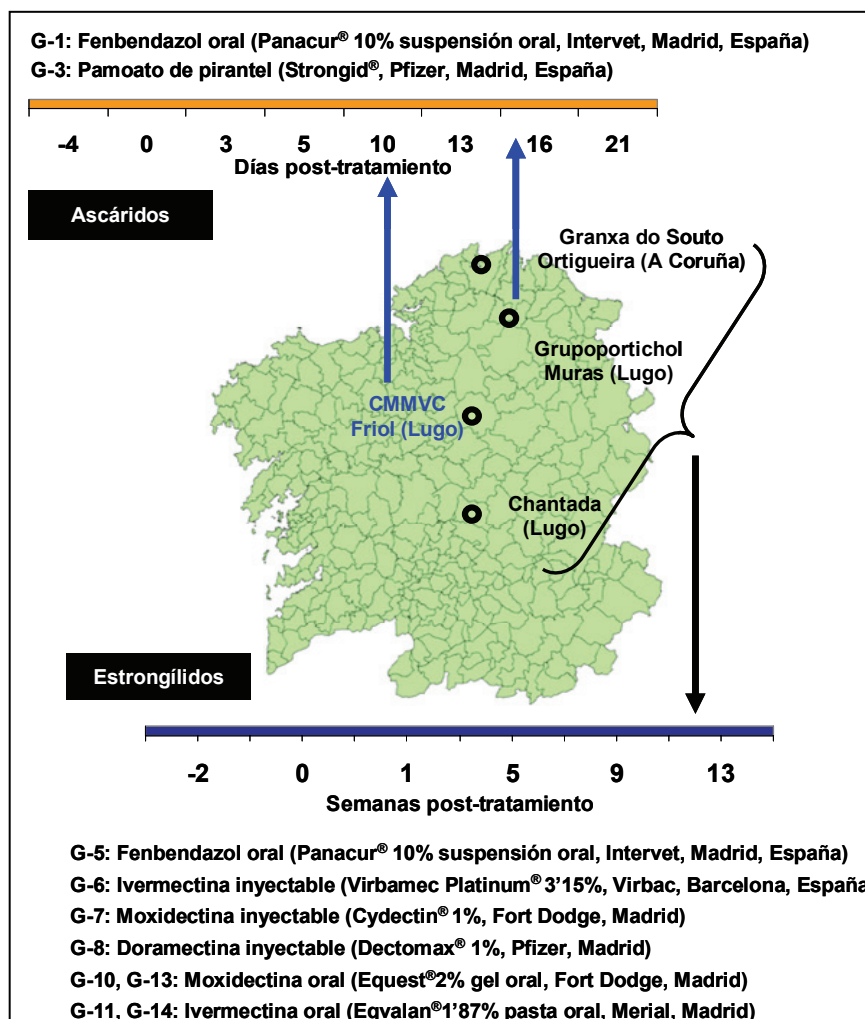 G-1: Fenbendazol oral (Panacur® 10% suspensión oral, Intervet, Madrid, España)
G-3: Pamoato de pirantel (Strongid®, Pfizer, Madrid, España)
-4 0 3 5 10 13 16 21
Días post-tratamiento
Ascáridos
Granxa do Souto
Ortigueira (A Coruña)
Grupoportichol
Muras (Lugo)
CMMVC
Friol (Lugo)
Chantada
(Lugo)
Estrongílidos
-2 0 1 5 9 13
Semanas post-tratamiento
G-5: Fenbendazol oral (Panacur® 10% suspensión oral, Intervet, Madrid, España)
G-6: Ivermectina inyectable (Virbamec Platinum® 3'15%, Virbac, Barcelona, España
G-7: Moxidectina inyectable (Cydectin® 1%, Fort Dodge, Madrid)
G-8: Doramectina inyectable (Dectomax® 1%, Pfizer, Madrid)
G-10, G-13: Moxidectina oral (Equest®2% gel oral, Fort Dodge, Madrid)
G-11, G-14: Ivermectina oral (Eqvalan®1'87% pasta oral, Merial, Madrid)